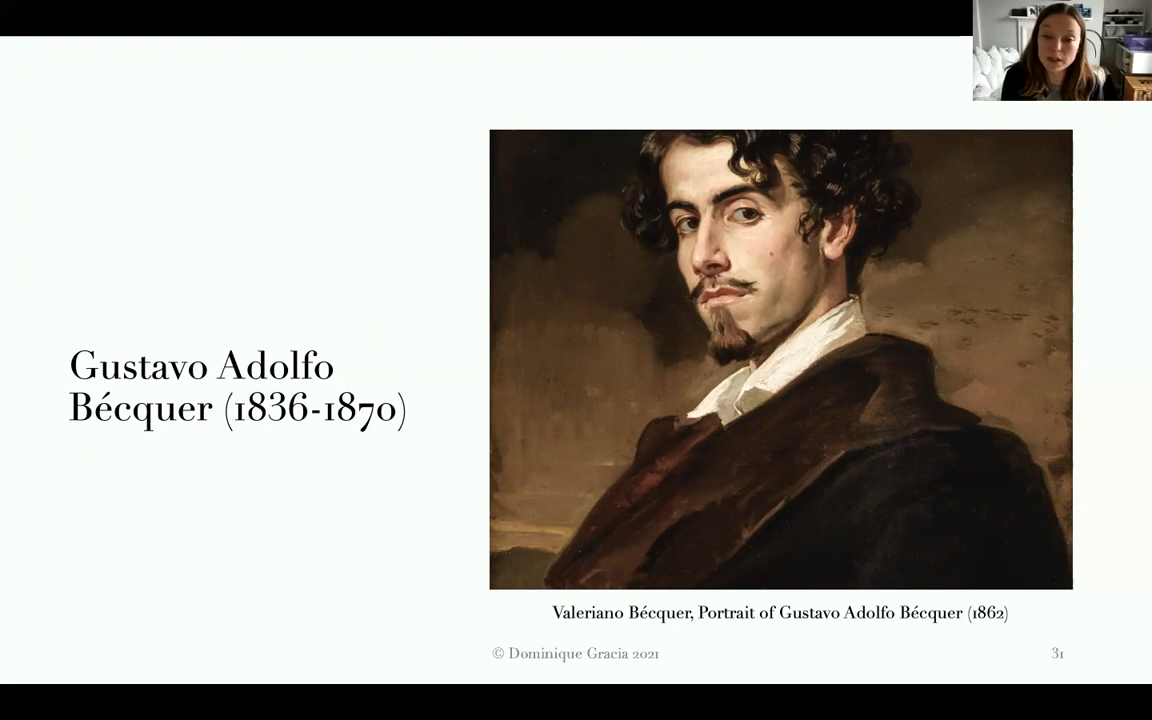 Gustavo Adolfo
Bécquer (1836-1870)
Valeriano Bécquer, Portrait of Gustavo Adolfo Bécquer (1862)
© Dominique Gracia 2021
31